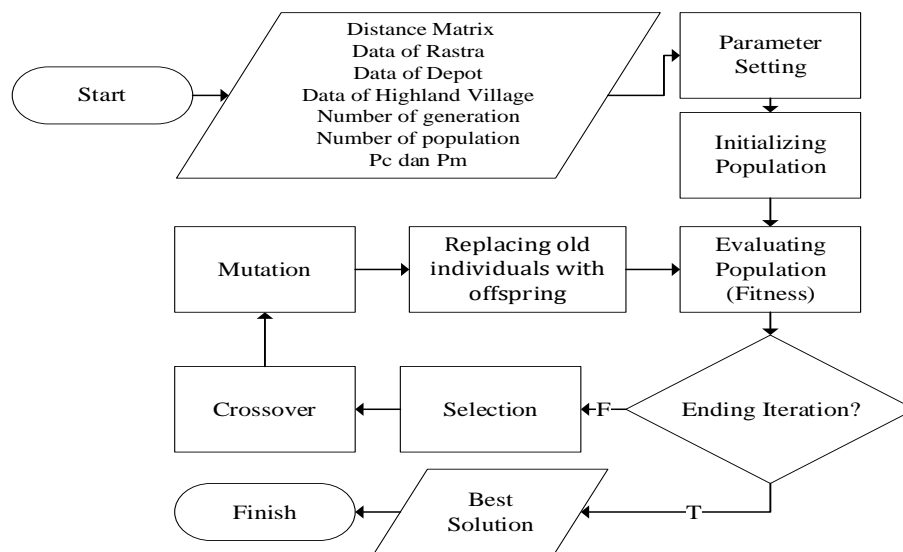 Start
Distance Matrix
Data of Rastra
Data of Depot
Data of Highland Village
Number of generation
Number of population
Pc dan Pm
Parameter
Setting
Initializing
Population
Evaluating
Population
(Fitness)
Replacing old
individuals with
offspring
Mutation
Crossover
Selection
F
Ending Iteration?
T
Best
Solution
Finish